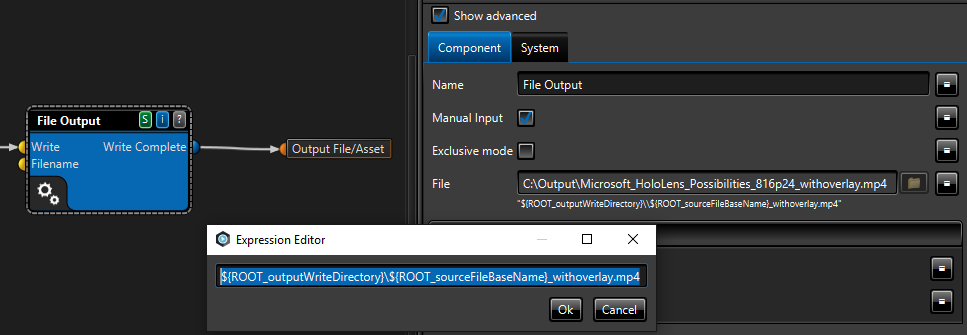 Show advanced
Component
System
Name
File Output
Manual Input
Exclusive mode
File
C:\Output\Microsoft_HoloLens_Possibilities_816p24_withoverlay.mp4
"${ROOT_outputWriteDirectory}\\${ROOT_sourceFileBaseName}_withoverlay.mp4"
File Output
S
i
?
Write
Write Complete
Filename
Output File/Asset
Expression Editor
${ROOT_outputWriteDirectory}\${ROOT_sourceFileBaseName}_withoverlay.mp4
Ok
Cancel